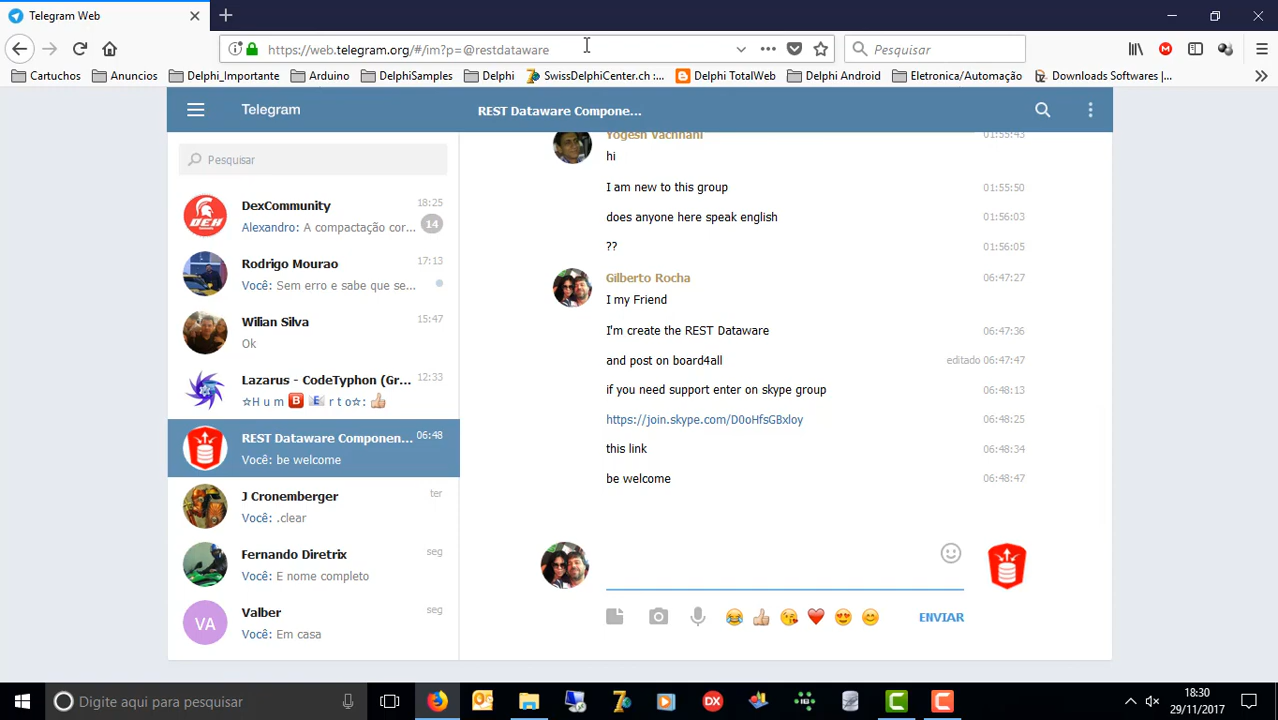 Telegram Web
https://web.telegram.org/#/im?p=@restdataware
Pesquisar
Cartuchos
Anuncios
Delphi_Importante
Arduino
DelphiSamples
Delphi
SwissDelphiCenter.ch :...
Delphi TotalWeb
Delphi Android
Eletronica/Automação
Downloads Softwares |...
Telegram
REST Dataware Compone...
Pesquisar
DexCommunity 18:25
Alexandro: A compactação cor... 14
Rodrigo Mourao 17:13
Você: Sem erro e sabe que se...
Wilian Silva 15:47
Ok
Lazarus - CodeTyphon (Gr... 12:33
☆H u m 🅱 📧 r t o☆: 👍
REST Dataware Componen... 06:48
Você: be welcome
J Cronemberger ter
Você: .clear
Fernando Diretrix seg
Você: E nome completo
VA
Valber seg
Você: Em casa
Yogesh Vachhani 01:55:43
hi
I am new to this group 01:55:50
does anyone here speak english 01:56:03
?? 01:56:05
Gilberto Rocha 06:47:27
I my Friend
I'm create the REST Dataware 06:47:36
and post on board4all editado 06:47:47
if you need support enter on skype group 06:48:13
https://join.skype.com/D0oHfsGBxloy 06:48:25
this link 06:48:34
be welcome 06:48:47
ENVIAR
Digite aqui para pesquisar
DX
18:30
29/11/2017